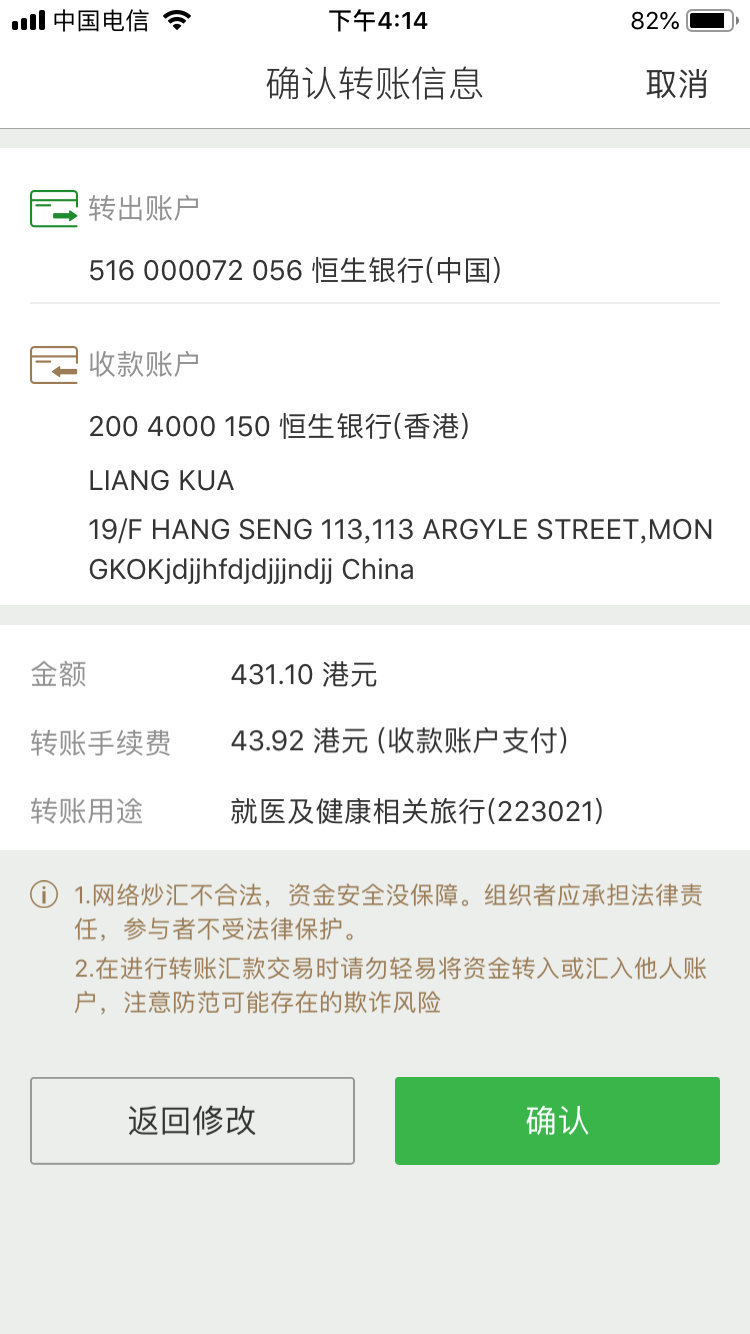 中国电信 下午4:14 82%
确认转账信息 取消
转出账户
516 000072 056 恒生银行(中国)
收款账户
200 4000 150 恒生银行(香港)
LIANG KUA
19/F HANG SENG 113,113 ARGYLE STREET,MON
GKOKjdjjhfdjdjjjndjj China
金额 431.10 港元
转账手续费 43.92 港元 (收款账户支付)
转账用途 就医及健康相关旅行(223021)
1.网络炒汇不合法，资金安全没保障。组织者应承担法律责
任，参与者不受法律保护。
2.在进行转账汇款交易时请勿轻易将资金转入或汇入他人账
户，注意防范可能存在的欺诈风险
返回修改 确认